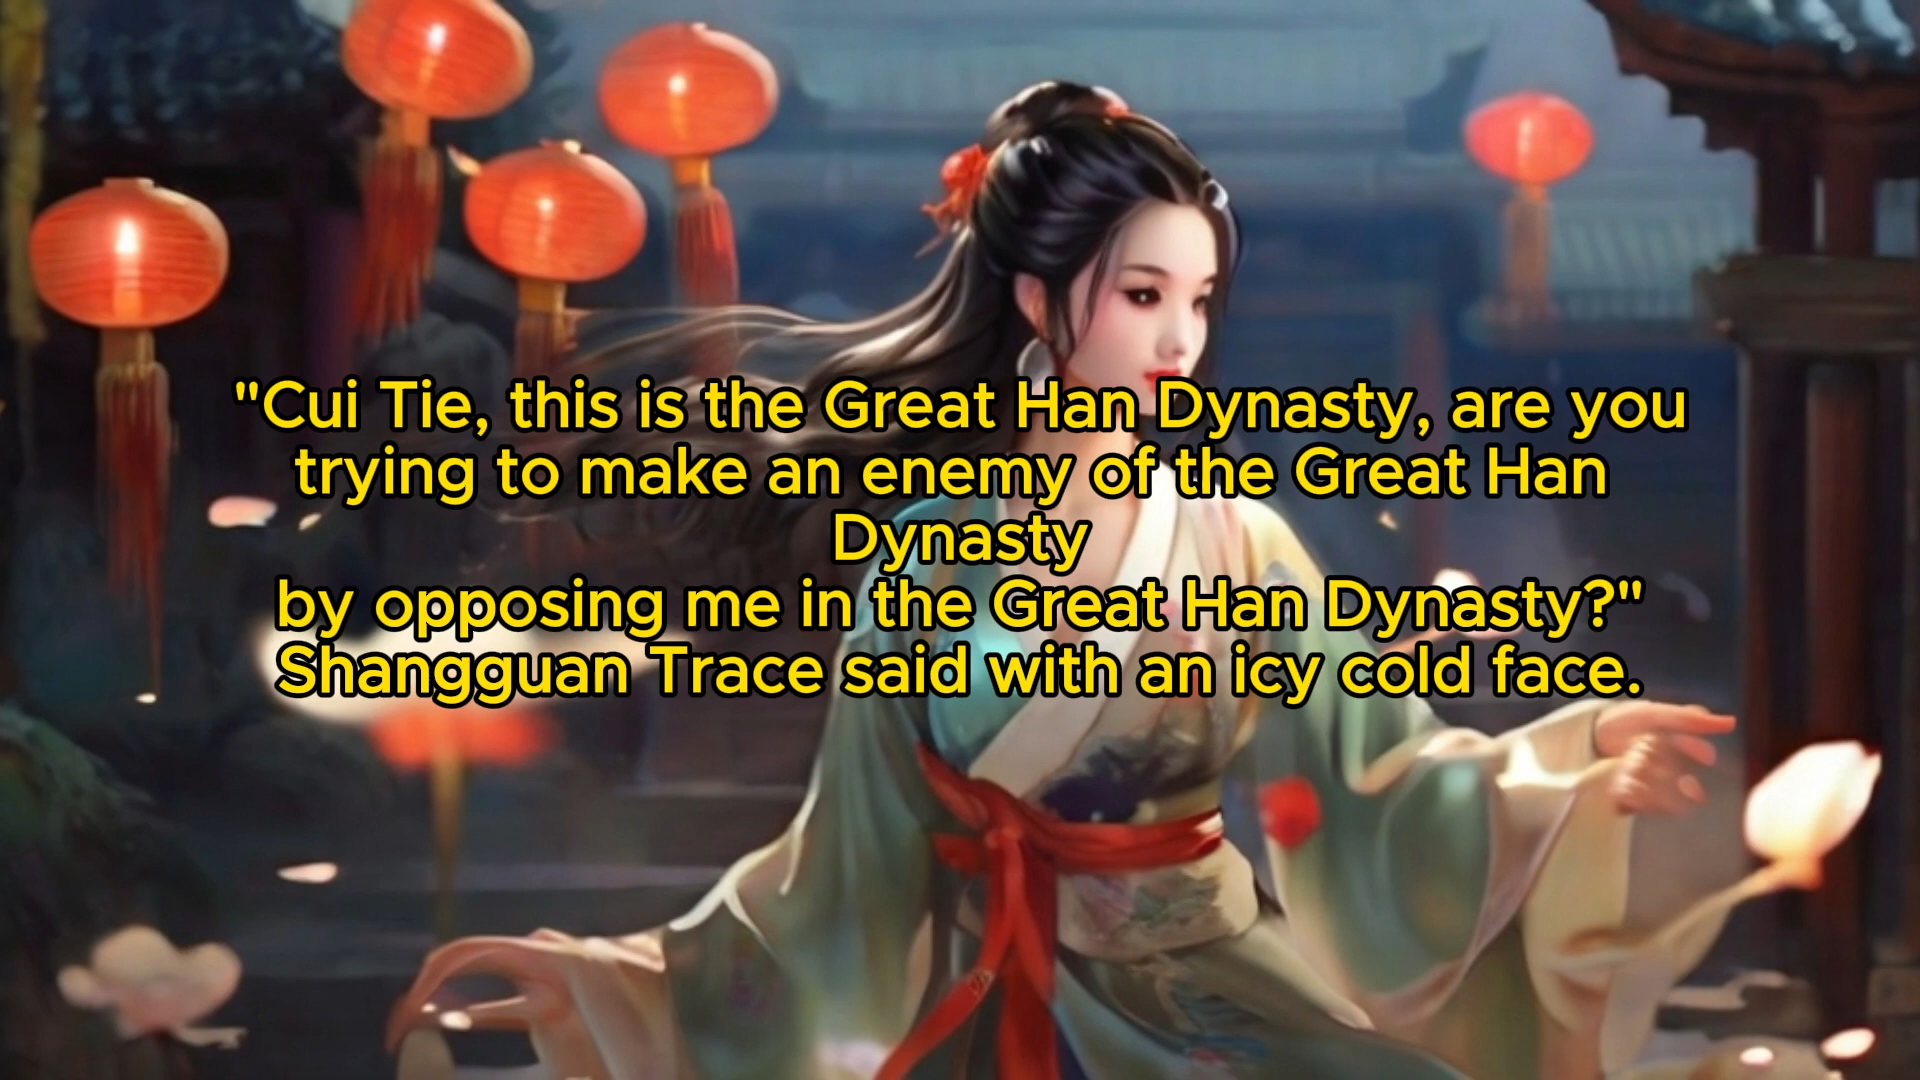 "Cui Tie, this is the Great Han Dynasty, are you
trying to make an enemy of the Great Han
Dynasty
by opposing me in the Great Han Dynasty?"
Shangguan Trace said with an icy cold face.